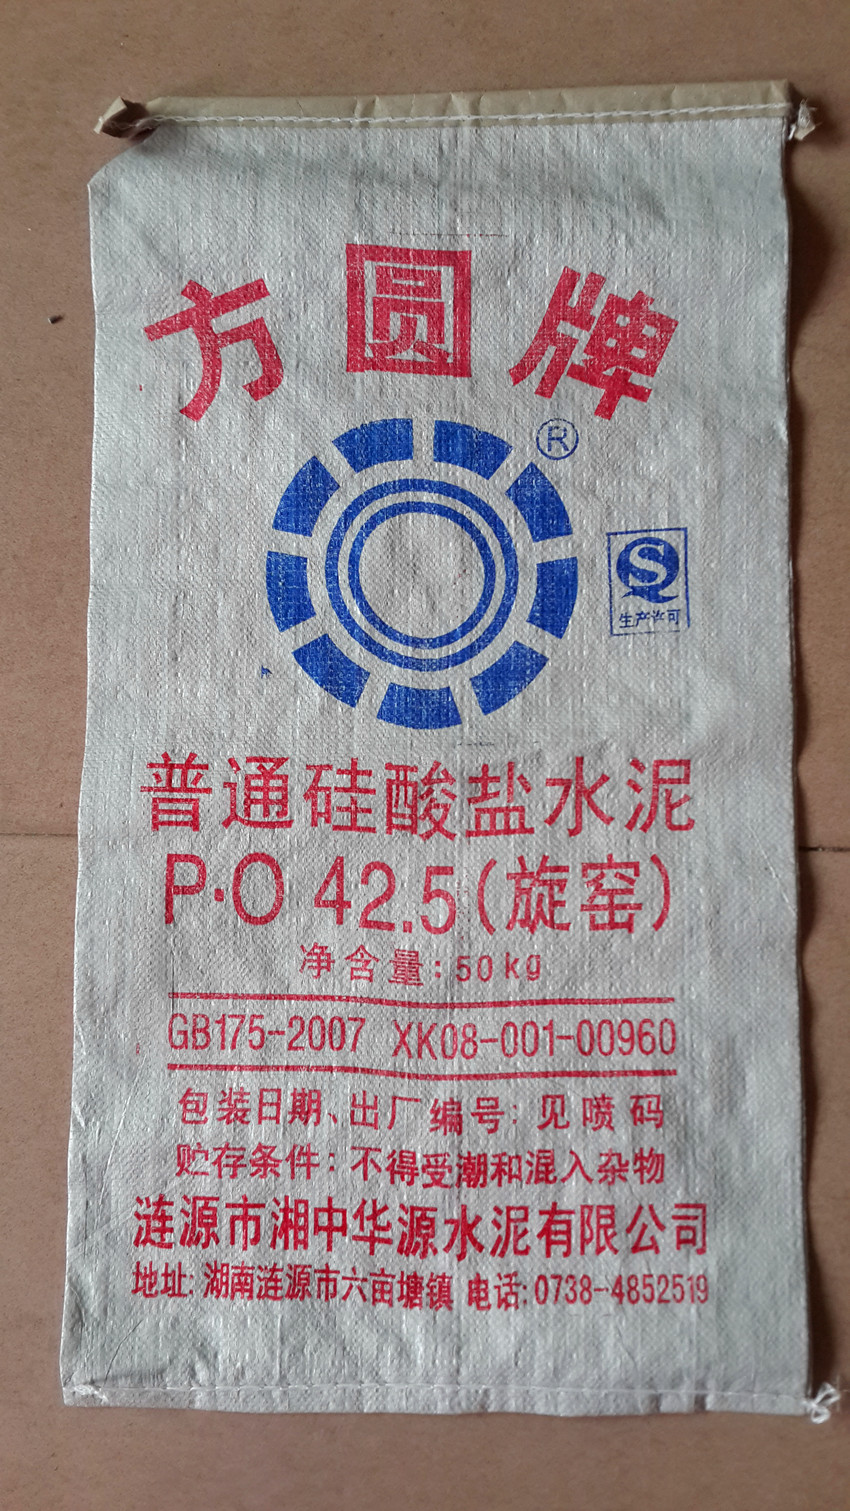 方圆牌
®
S
生产许可
普通硅酸盐水泥
P·O 42.5(旋窑)
净含量:50kg
GB175-2007 XK08-001-00960
包装日期、出厂编号:见喷码
贮存条件:不得受潮和混入杂物
涟源市湘中华源水泥有限公司
地址:湖南涟源市六亩塘镇 电话:0738-4852519